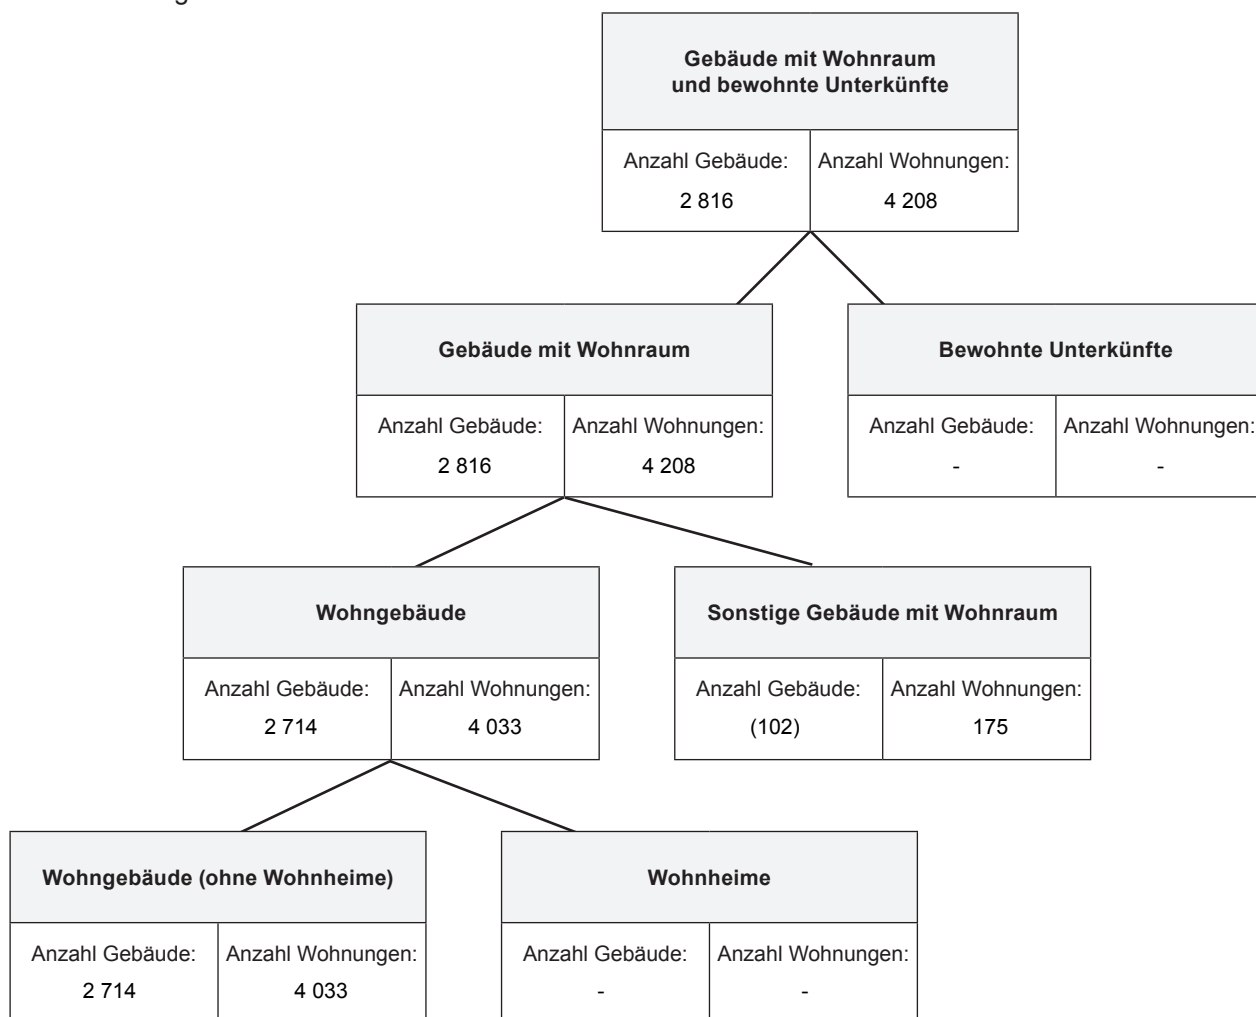 Gebäude mit Wohnraum
und bewohnte Unterkünfte
Anzahl Gebäude: Anzahl Wohnungen:
2 816 4 208
Gebäude mit Wohnraum Bewohnte Unterkünfte
Anzahl Gebäude: Anzahl Wohnungen: Anzahl Gebäude: Anzahl Wohnungen:
2 816 4 208 - -
Wohngebäude Sonstige Gebäude mit Wohnraum
Anzahl Gebäude: Anzahl Wohnungen: Anzahl Gebäude: Anzahl Wohnungen:
2 714 4 033 (102) 175
Wohngebäude (ohne Wohnheime) Wohnheime
Anzahl Gebäude: Anzahl Wohnungen: Anzahl Gebäude: Anzahl Wohnungen:
2 714 4 033 - -